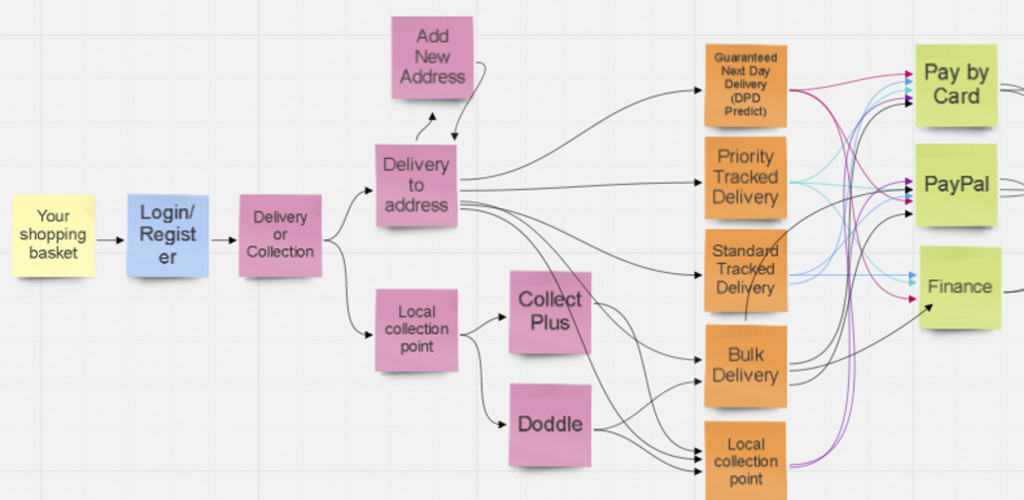 Your
shopping
basket
Login/
Regist
er
Delivery
or
Collection
Add
New
Address
Delivery
to
address
Local
collection
point
Collect
Plus
Doddle
Guaranteed
Next Day
Delivery
(DPD
Predict)
Priority
Tracked
Delivery
Standard
Tracked
Delivery
Bulk
Delivery
Local
collection
point
Pay by
Card
PayPal
Finance